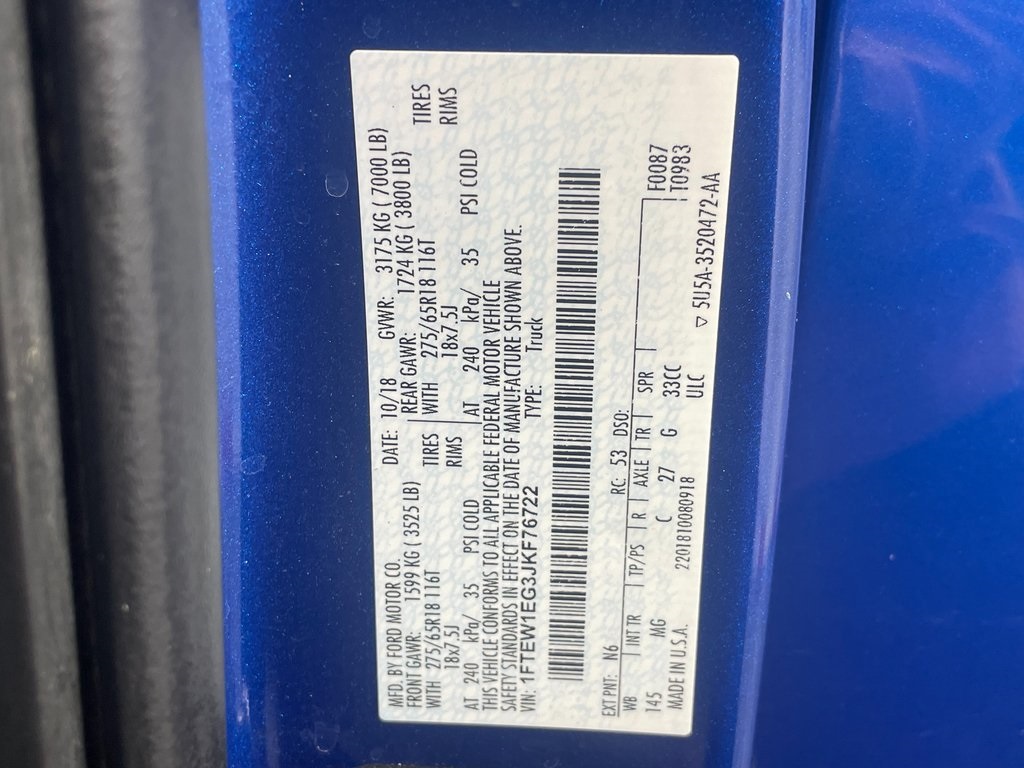 MFD. BY FORD MOTOR CO. DATE: 10/18 GVWR: 3175 KG ( 7000 LB)
FRONT GAWR: 1599 KG ( 3525 LB) REAR GAWR: 1724 KG ( 3800 LB)
WITH 275/65R18 116T TIRES WITH 275/65R18 116T TIRES
18x7.5J RIMS 18x7.5J RIMS
AT 240 kPa/ 35 PSI COLD AT 240 kPa/ 35 PSI COLD
THIS VEHICLE CONFORMS TO ALL APPLICABLE FEDERAL MOTOR VEHICLE
SAFETY STANDARDS IN EFFECT ON THE DATE OF MANUFACTURE SHOWN ABOVE.
VIN: 1FTEW1EG3JKF76722 TYPE: Truck
EXT PNT: N6 RC: 53 DSO:
WB INT TR TP/PS R AXLE TR SPR F0087
145 MG C 27 G 33CC T0983
MADE IN U.S.A. 2201810080918 ULC
▽ 5U5A-3520472-AA